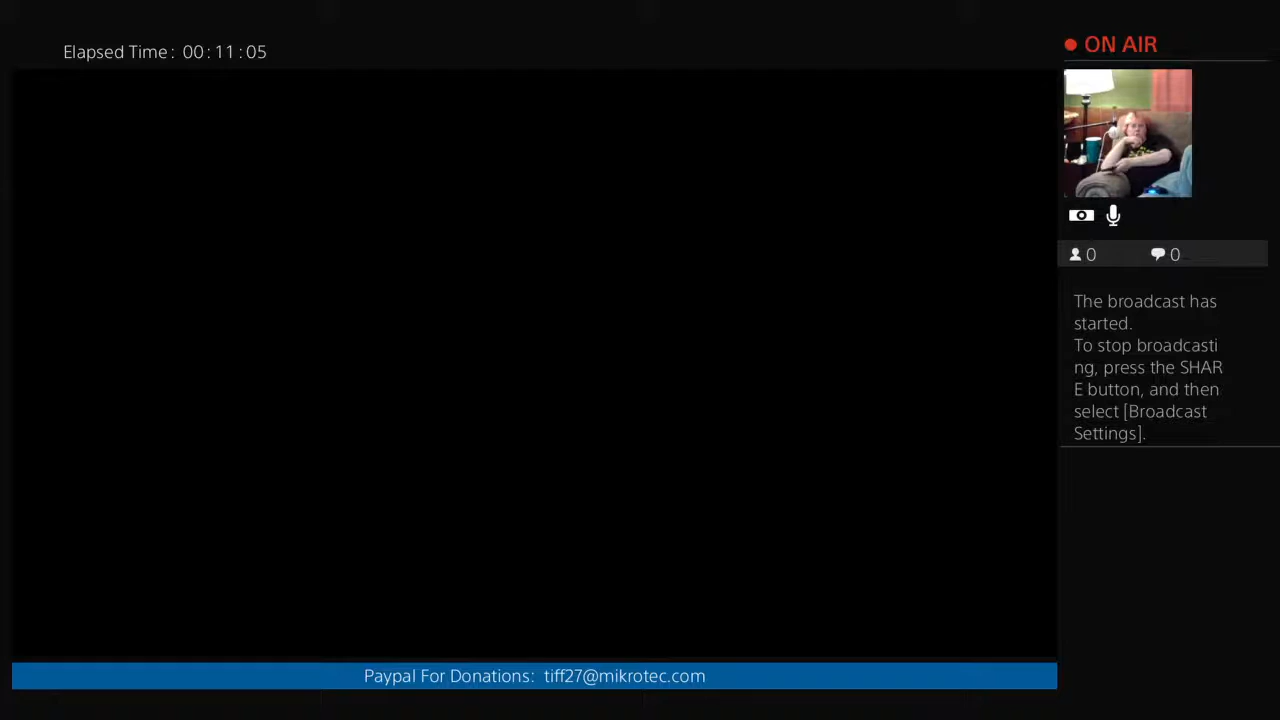 Elapsed Time: 00:11:05
ON AIR
0 0
The broadcast has
started.
To stop broadcasti
ng, press the SHAR
E button, and then
select [Broadcast
Settings].
Paypal For Donations: tiff27@mikrotec.com